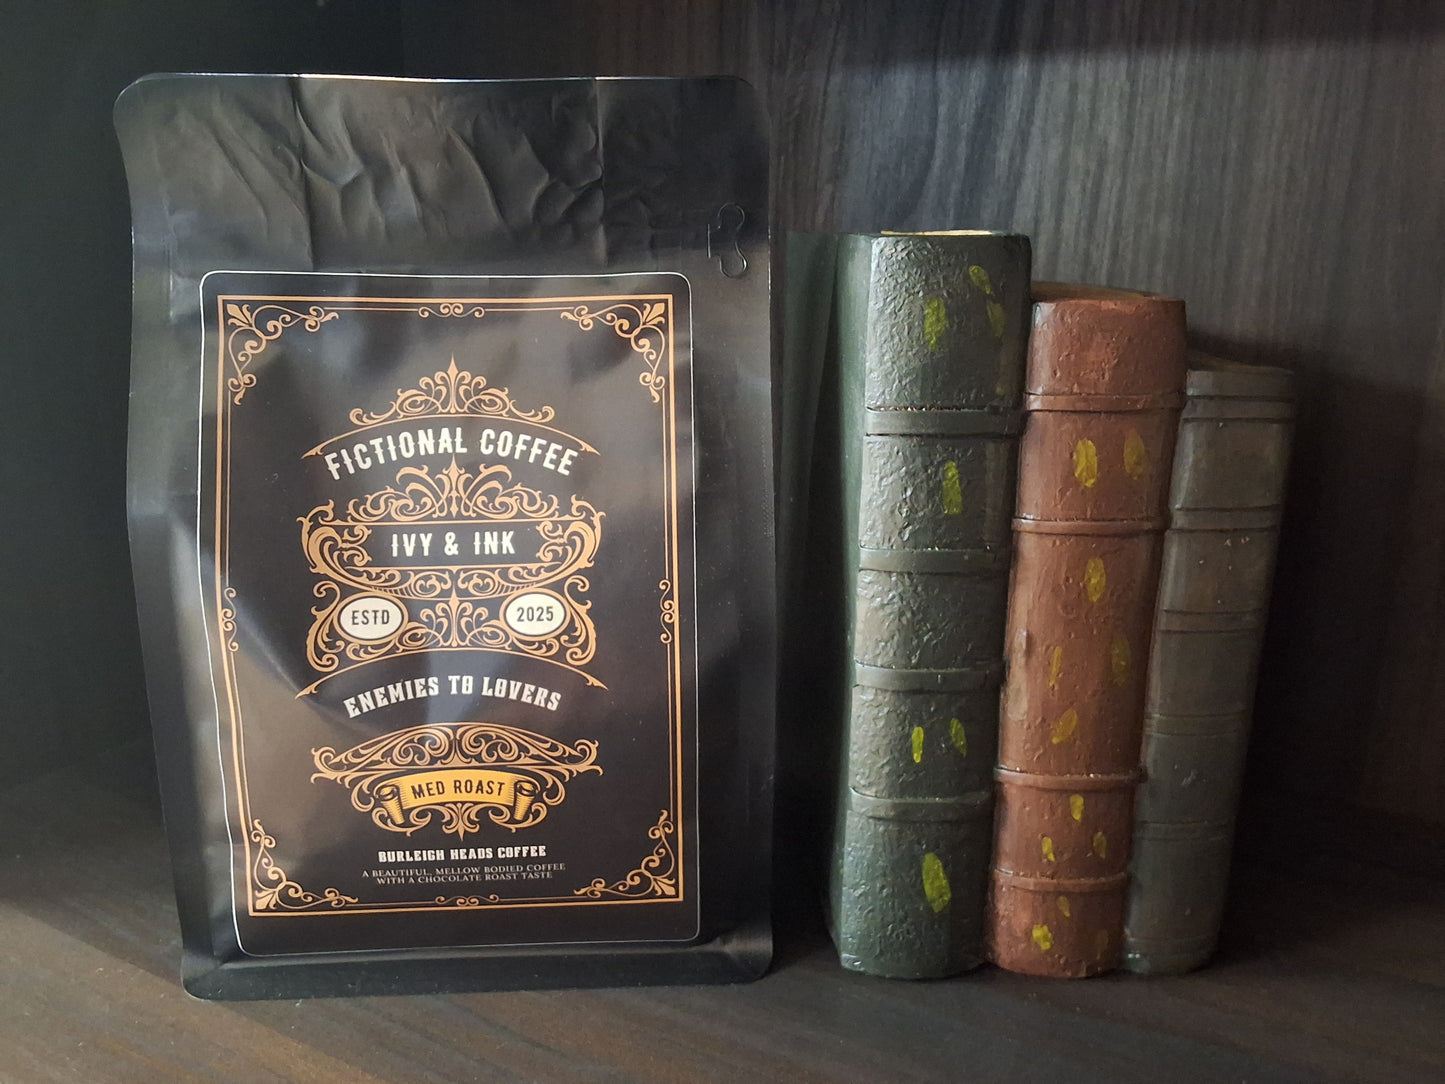 FICTIONAL COFFEE
IVY & INK
ESTD 2025
ENEMIES TO LOVERS
MED ROAST
BURLEIGH HEADS COFFEE
A BEAUTIFUL, MELLOW BODIED COFFEE
WITH A CHOCOLATE ROAST TASTE